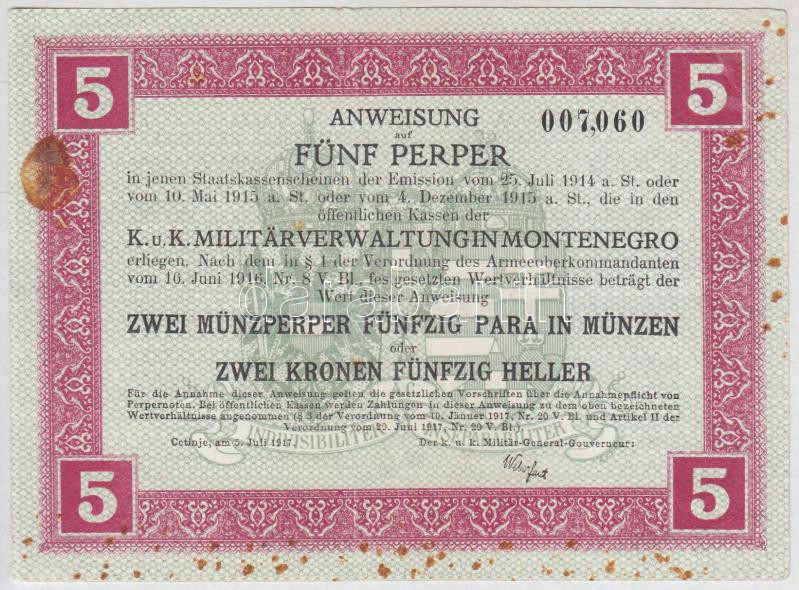 5
5
ANWEISUNG
007,060
auf
FÜNF PERPER
in jenen Staatskassenscheinen der Emission vom 25. Juli 1914 a. St. oder
vom 10. Mai 1915 a. St. oder vom 4. Dezember 1915 a. St., die in den
öffentlichen Kassen der
K.u.K. MILITÄRVERWALTUNG IN MONTENEGRO
erliegen. Nach dem in § 1 der Verordnung des Armeeoberkommandanten
vom 16. Juni 1916, Nr. 8 V. Bl., festgesetzten Wertverhältnisse beträgt der
Wert dieser Anweisung
ZWEI MÜNZPERPER FÜNFZIG PARA IN MÜNZEN
oder
ZWEI KRONEN FÜNFZIG HELLER
Für die Annahme dieser Anweisung gelten die gesetzlichen Vorschriften über die Annahmepflicht von
Perpernoten. Bei öffentlichen Kassen werden Zahlungen in dieser Anweisung zu dem oben bezeichneten
Wertverhältnisse angenommen (§ 3 der Verordnung vom 10. Jänner 1917, Nr. 20 V. Bl. und Artikel II der
Verordnung vom 29. Juni 1917, Nr. 29 V. Bl.).
Cetinje, am 5. Juli 1917.
Der k. u. k. Militär-General-Gouverneur:
5
5
databart